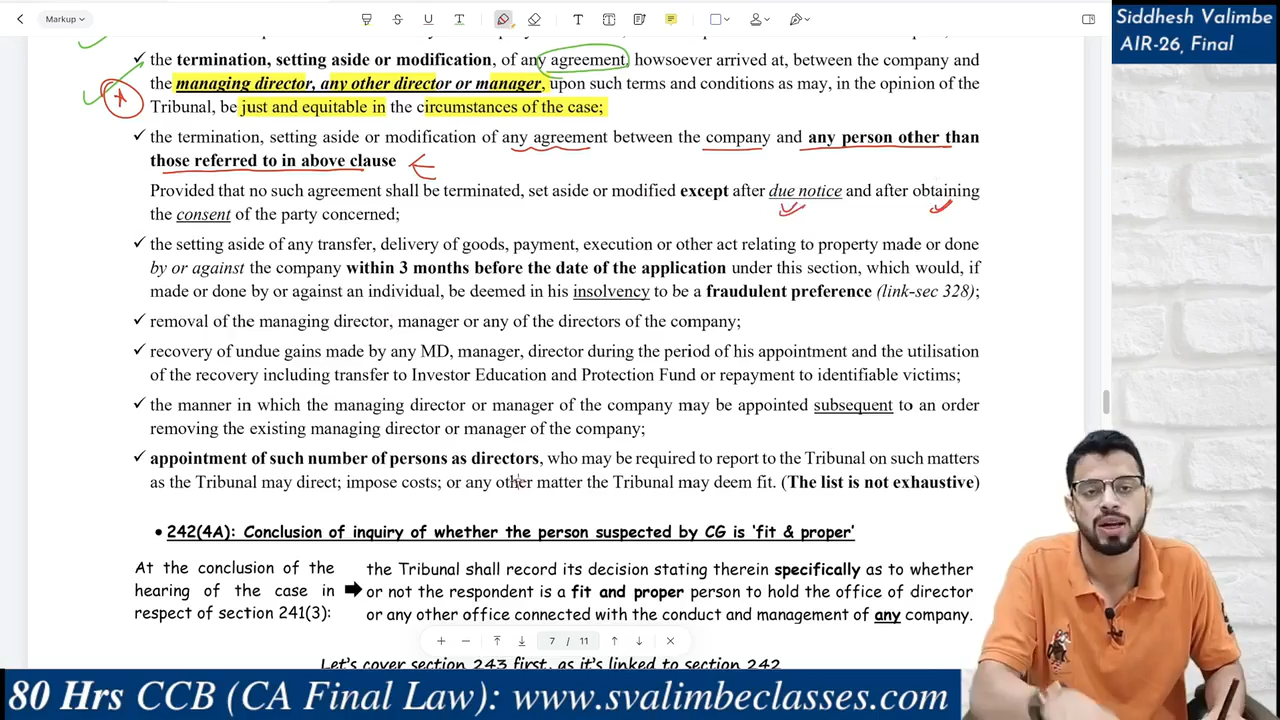 Markup
Siddhesh Valimbe
AIR-26, Final
the termination, setting aside or modification, of any agreement, howsoever arrived at, between the company and
the managing director, any other director or manager, upon such terms and conditions as may, in the opinion of the
Tribunal, be just and equitable in the circumstances of the case;
the termination, setting aside or modification of any agreement between the company and any person other than
those referred to in above clause
Provided that no such agreement shall be terminated, set aside or modified except after due notice and after obtaining
the consent of the party concerned;
the setting aside of any transfer, delivery of goods, payment, execution or other act relating to property made or done
by or against the company within 3 months before the date of the application under this section, which would, if
made or done by or against an individual, be deemed in his insolvency to be a fraudulent preference (link-sec 328);
removal of the managing director, manager or any of the directors of the company;
recovery of undue gains made by any MD, manager, director during the period of his appointment and the utilisation
of the recovery including transfer to Investor Education and Protection Fund or repayment to identifiable victims;
the manner in which the managing director or manager of the company may be appointed subsequent to an order
removing the existing managing director or manager of the company;
appointment of such number of persons as directors, who may be required to report to the Tribunal on such matters
as the Tribunal may direct; impose costs; or any other matter the Tribunal may deem fit. (The list is not exhaustive)
• 242(4A): Conclusion of inquiry of whether the person suspected by CG is 'fit & proper'
At the conclusion of the
hearing of the case in
respect of section 241(3):
the Tribunal shall record its decision stating therein specifically as to whether
or not the respondent is a fit and proper person to hold the office of director
or any other office connected with the conduct and management of any company.
7 / 11
Let's cover section 243 first, as it's linked to section 242
80 Hrs CCB (CA Final Law): www.svalimbeclasses.com